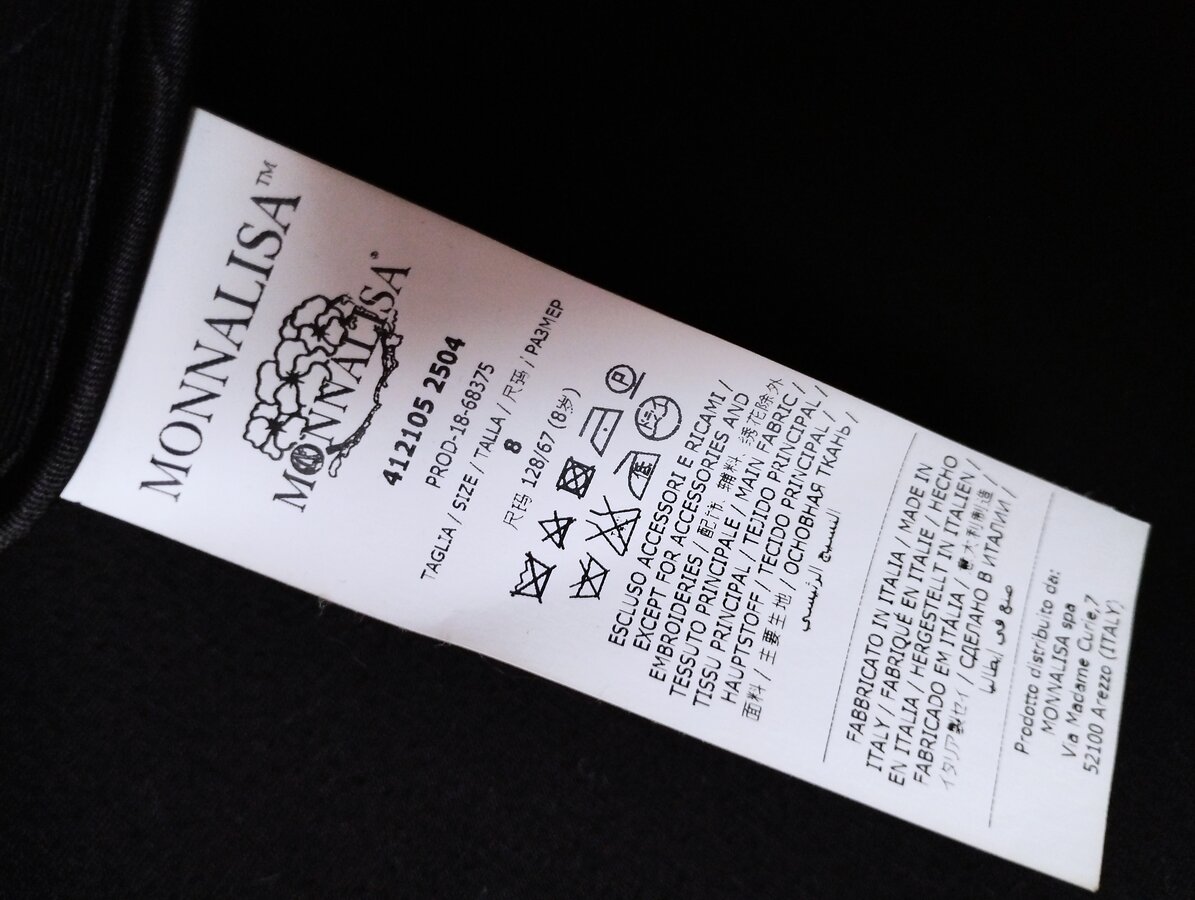 MONNALISA™
MONNALISA®
412105 2504
PROD-18-68375
TAGLIA / SIZE / TALLA / 尺码 / РАЗМЕР
8
尺码 128/67 (8岁)
P
ESCLUSO ACCESSORI E RICAMI /
EXCEPT FOR ACCESSORIES AND
EMBROIDERIES / 配饰、辅料、绣花除外
TESSUTO PRINCIPALE / MAIN FABRIC /
TISSU PRINCIPAL / TEJIDO PRINCIPAL /
HAUPTSTOFF / TECIDO PRINCIPAL /
面料 / 主要生地 / ОСНОВНАЯ ТКАНЬ /
النسيج الرئيسي
FABBRICATO IN ITALIA / MADE IN
ITALY / FABRIQUÉ EN ITALIE / HECHO
EN ITALIA / HERGESTELLT IN ITALIEN /
FABRICADO EM ITÁLIA / 意大利制造 /
イタリア製 / СДЕЛАНО В ИТАЛИИ /
صنع في إيطاليا
Prodotto distribuito da:
MONNALISA spa
Via Madame Curie,7
52100 Arezzo (ITALY)